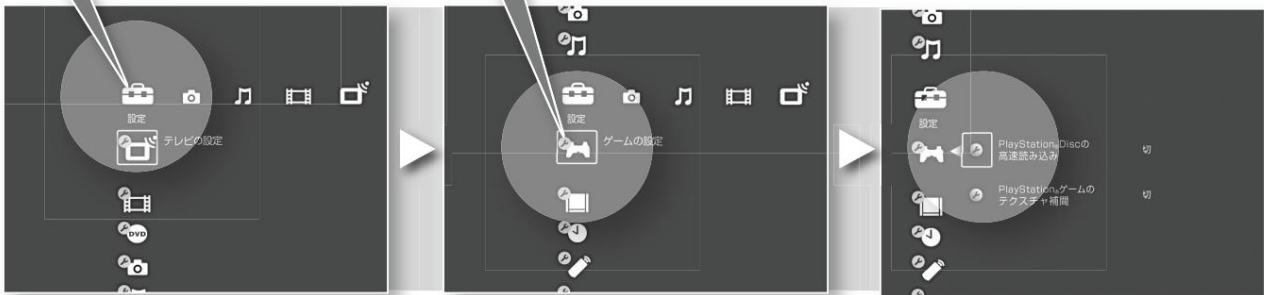 設定
テレビの設定
DVD
設定
ゲームの設定
設定
PlayStation®Discの
高速読み込み
切
PlayStation®ゲームの
テクスチャ補間
切